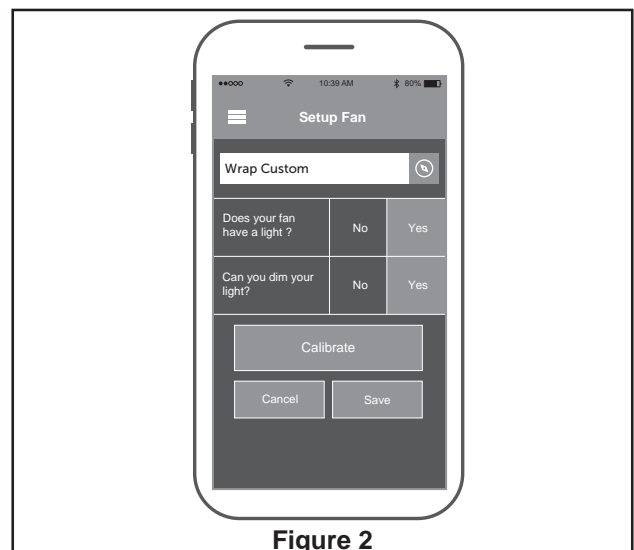 10:39 AM 80%
Setup Fan
Wrap Custom
Does your fan
have a light ?
No
Yes
Can you dim your
light?
No
Yes
Calibrate
Cancel
Save
Figure 2